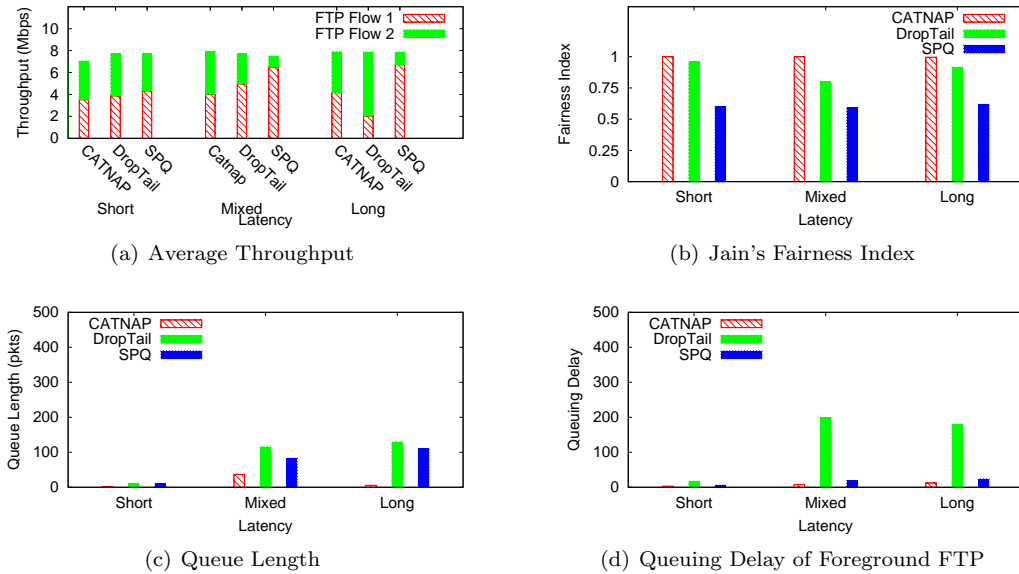 FTP Flow 1
FTP Flow 2
Throughput (Mbps)
10
8
6
4
2
0
CATNAP
DropTail
SPQ
Catnap
DropTail
SPQ
CATNAP
DropTail
SPQ
Short
Mixed
Long
Latency
(a) Average Throughput
CATNAP
DropTail
SPQ
Fairness Index
1
0.75
0.5
0.25
0
Short
Mixed
Long
Latency
(b) Jain's Fairness Index
CATNAP
DropTail
SPQ
Queue Length (pkts)
500
400
300
200
100
0
Short
Mixed
Long
Latency
(c) Queue Length
CATNAP
DropTail
SPQ
Queuing Delay
500
400
300
200
100
0
Short
Mixed
Long
Latency
(d) Queuing Delay of Foreground FTP